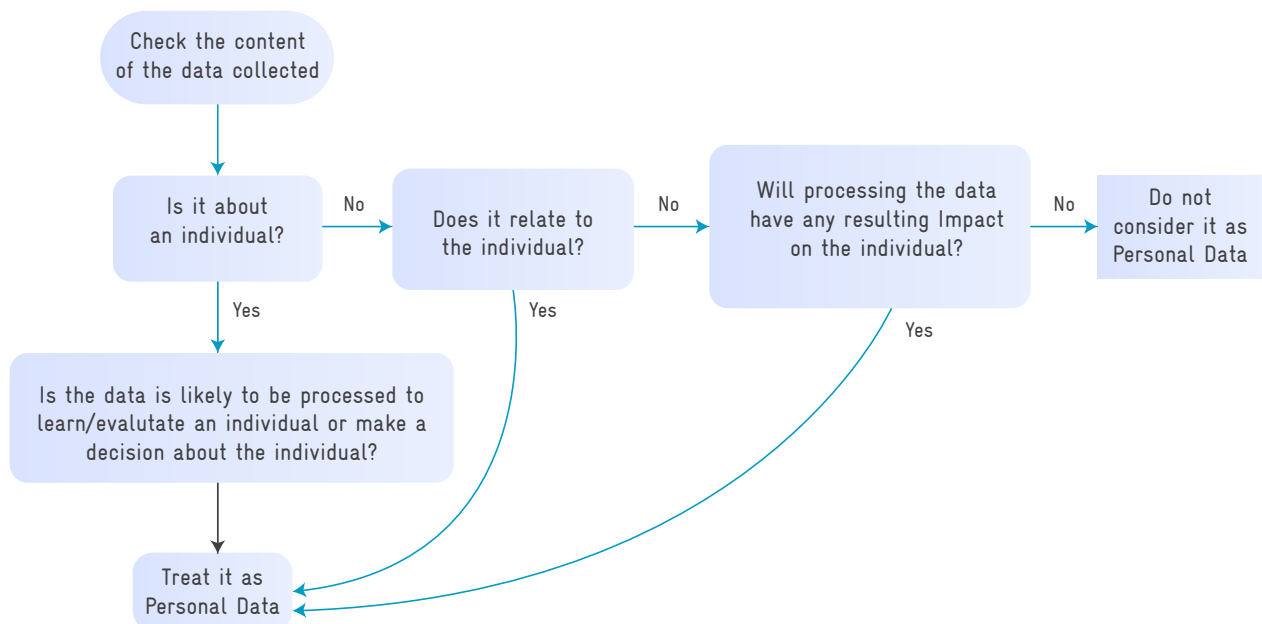 Check the content
of the data collected
Is it about
an individual?
No
Does it relate to
the individual?
No
Will processing the data
have any resulting Impact
on the individual?
No
Do not
consider it as
Personal Data
Yes
Yes
Yes
Is the data is likely to be processed to
learn/evalutate an individual or make a
decision about the individual?
Treat it as
Personal Data